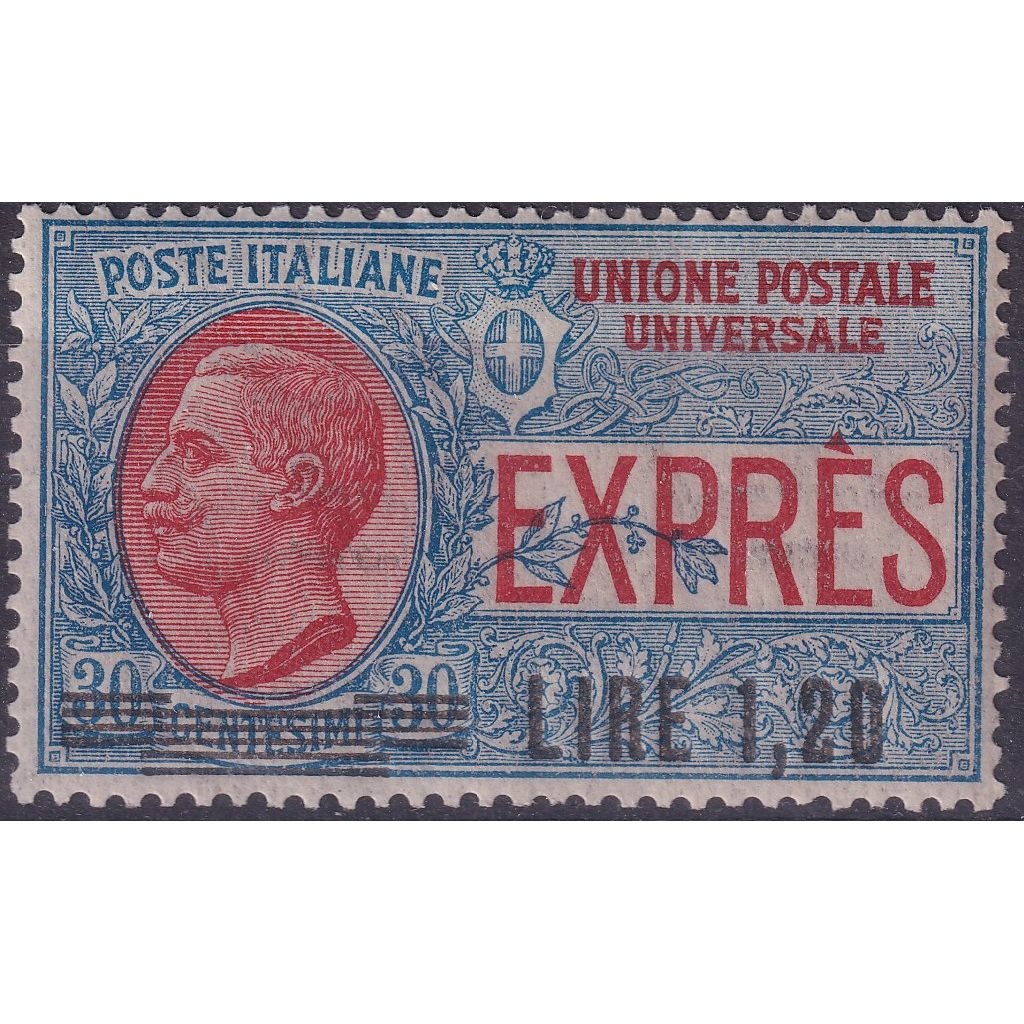 POSTE ITALIANE
UNIONE POSTALE
UNIVERSALE
EXPRÈS
30 30
CENTESIMI
LIRE 1,20